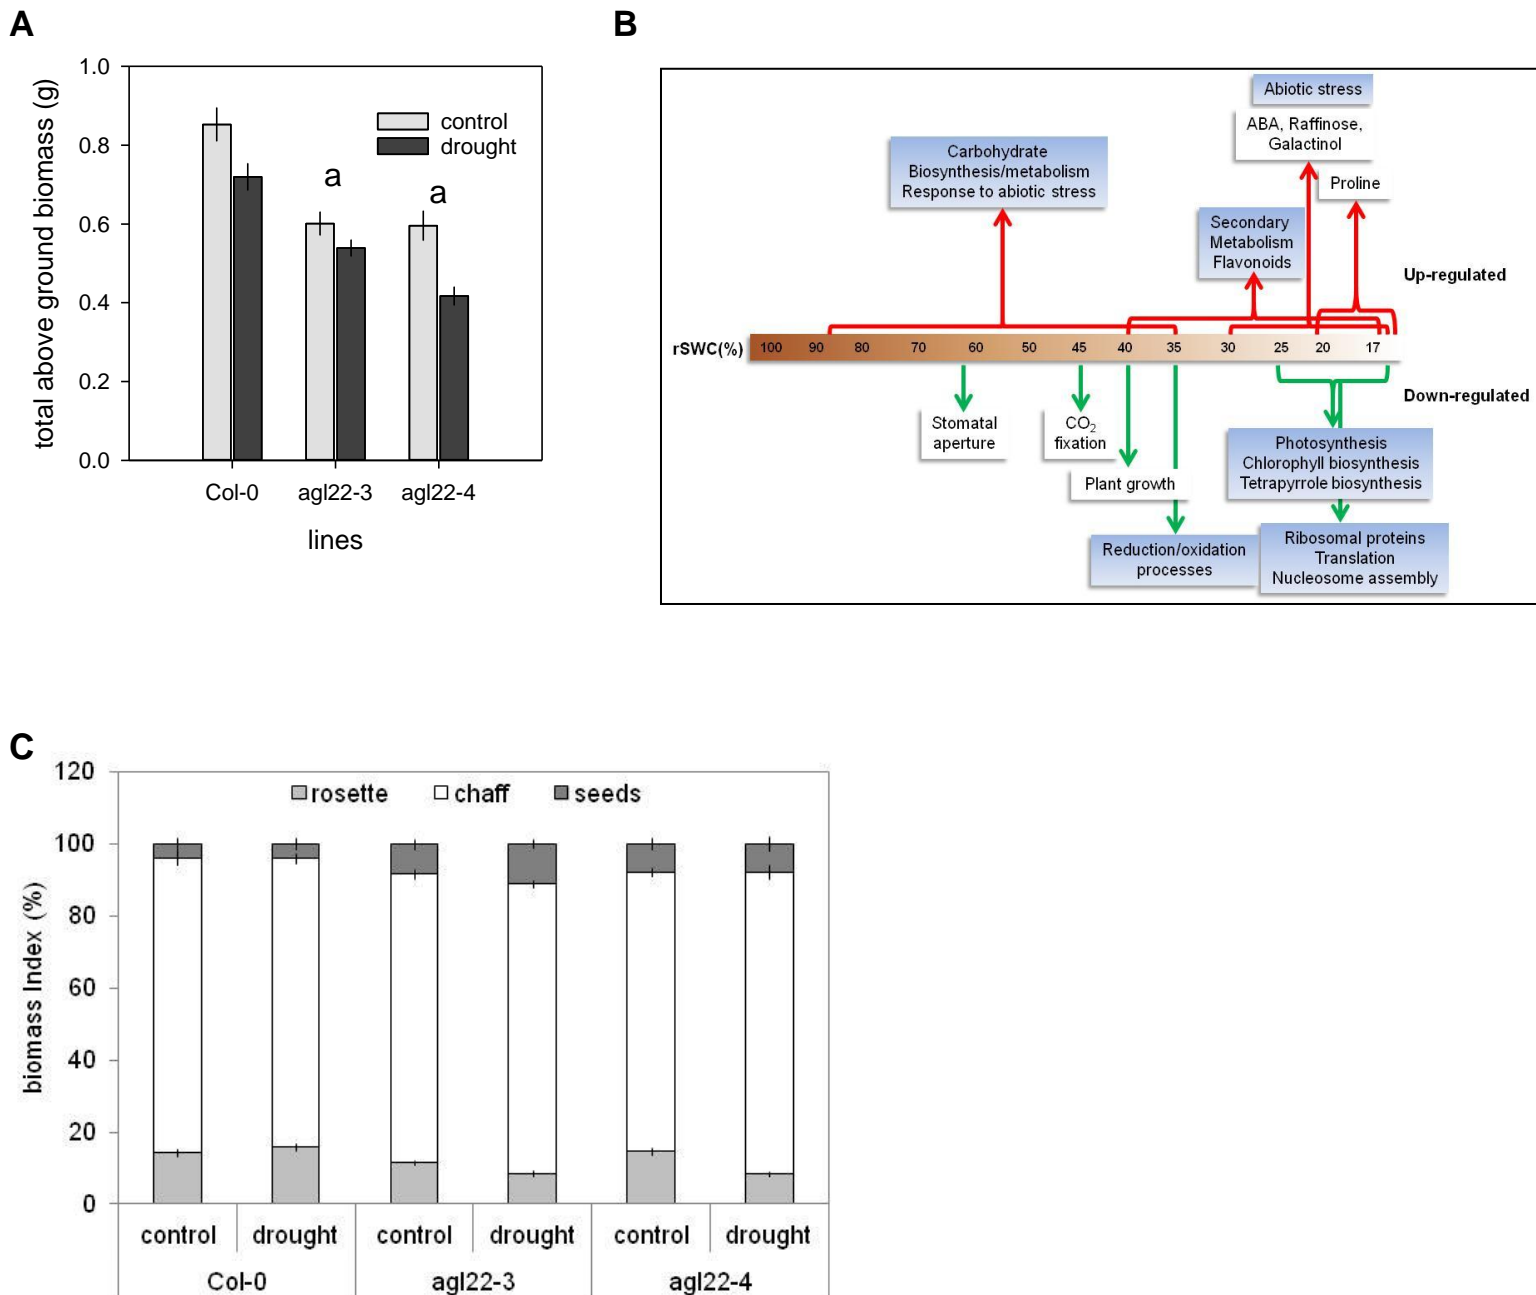 A
total above ground biomass (g)
1.0
0.8
0.6
0.4
0.2
0.0
control
drought
a
a
Col-0
agl22-3
agl22-4
lines
B
Abiotic stress
ABA, Raffinose,
Galactinol
Proline
Carbohydrate
Biosynthesis/metabolism
Response to abiotic stress
Secondary
Metabolism
Flavonoids
Up-regulated
rSWC(%)
100 90 80 70 60 50 45 40 35 30 25 20 17
Down-regulated
Stomatal
aperture
CO₂
fixation
Plant growth
Reduction/oxidation
processes
Photosynthesis
Chlorophyll biosynthesis
Tetrapyrrole biosynthesis
Ribosomal proteins
Translation
Nucleosome assembly
C
biomass Index (%)
120
100
80
60
40
20
0
rosette chaff seeds
control drought control drought control drought
Col-0 agl22-3 agl22-4